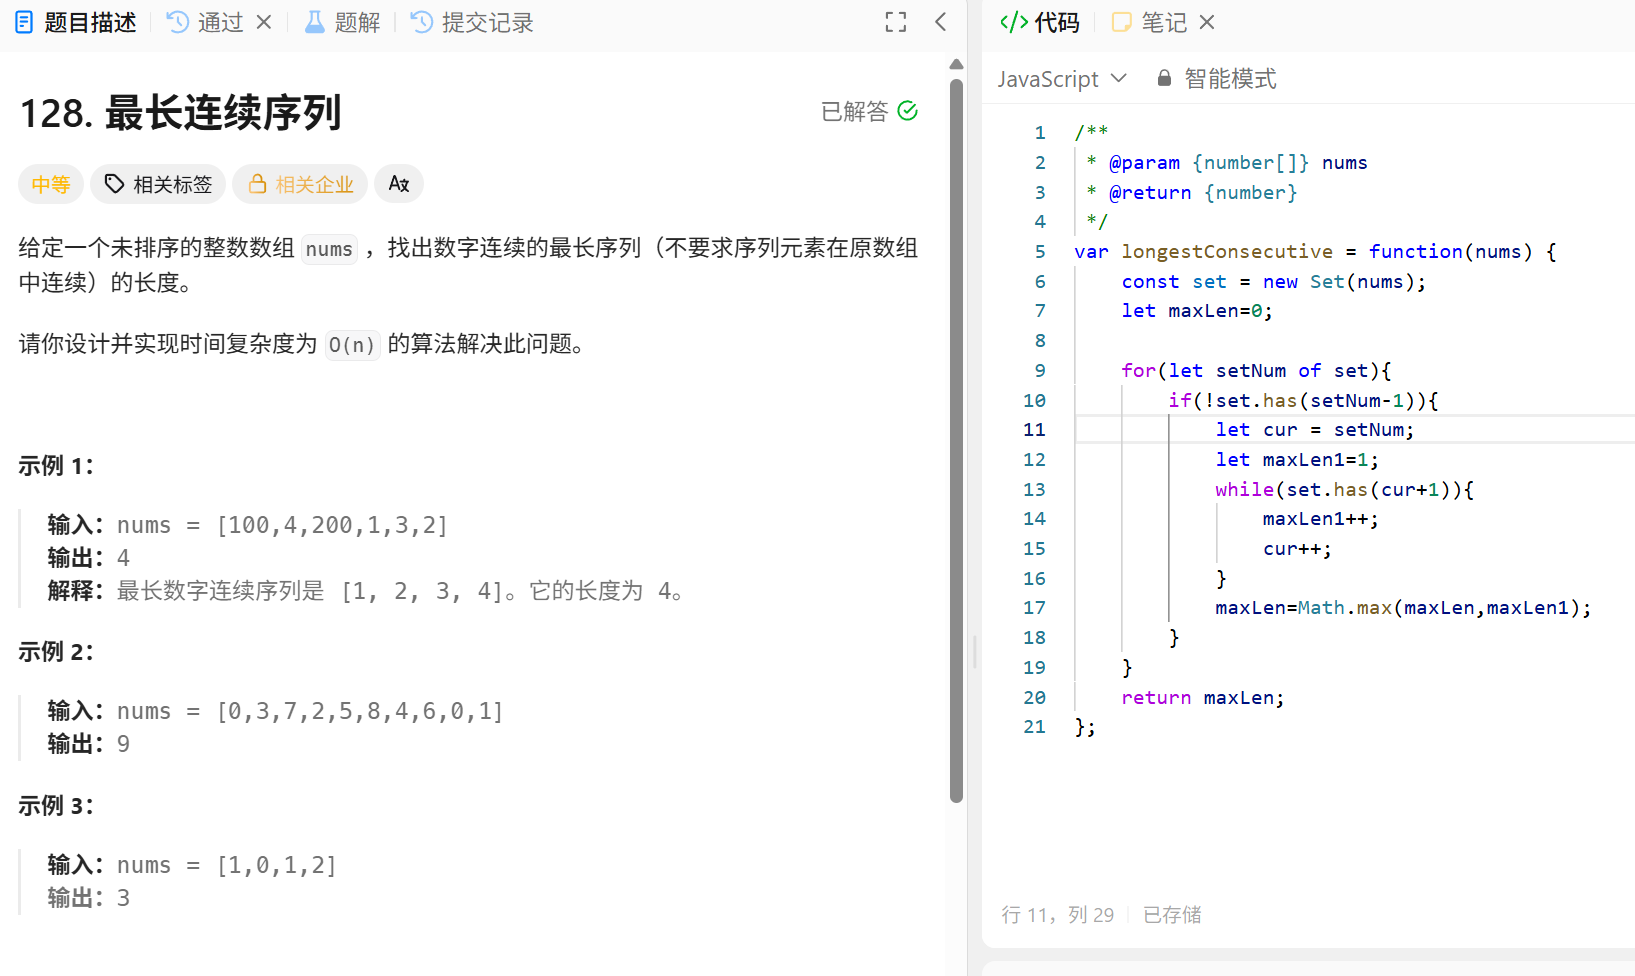 题目描述 通过 题解 提交记录
128. 最长连续序列
已解答
中等 相关标签 相关企业
给定一个未排序的整数数组 nums ，找出数字连续的最长序列（不要求序列元素在原数组
中连续）的长度。
请你设计并实现时间复杂度为 O(n) 的算法解决此问题。
示例 1：
输入：nums = [100,4,200,1,3,2]
输出：4
解释：最长数字连续序列是 [1, 2, 3, 4]。它的长度为 4。
示例 2：
输入：nums = [0,3,7,2,5,8,4,6,0,1]
输出：9
示例 3：
输入：nums = [1,0,1,2]
输出：3
</> 代码 笔记
JavaScript 智能模式
1 /**
2  * @param {number[]} nums
3  * @return {number}
4  */
5 var longestConsecutive = function(nums) {
6     const set = new Set(nums);
7     let maxLen=0;
8
9     for(let setNum of set){
10         if(!set.has(setNum-1)){
11             let cur = setNum;
12             let maxLen1=1;
13             while(set.has(cur+1)){
14                 maxLen1++;
15                 cur++;
16             }
17             maxLen=Math.max(maxLen,maxLen1);
18         }
19     }
20     return maxLen;
21 };
行 11，列 29 已存储